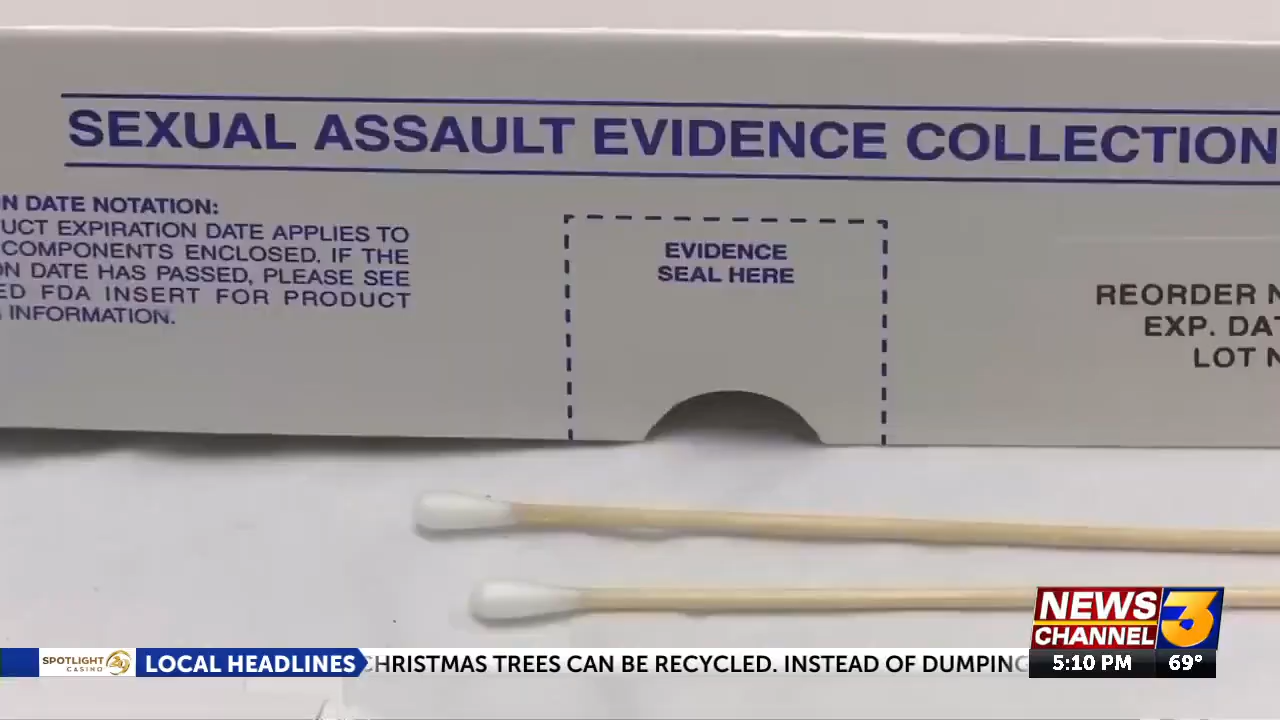 SEXUAL ASSAULT EVIDENCE COLLECTION
N DATE NOTATION:
UCT EXPIRATION DATE APPLIES TO
COMPONENTS ENCLOSED. IF THE
ON DATE HAS PASSED, PLEASE SEE
ED FDA INSERT FOR PRODUCT
INFORMATION.
EVIDENCE
SEAL HERE
REORDER N
EXP. DAT
LOT N
NEWS
CHANNEL 3
SPOTLIGHT 29
CASINO
LOCAL HEADLINES
CHRISTMAS TREES CAN BE RECYCLED. INSTEAD OF DUMPING
5:10 PM 69°